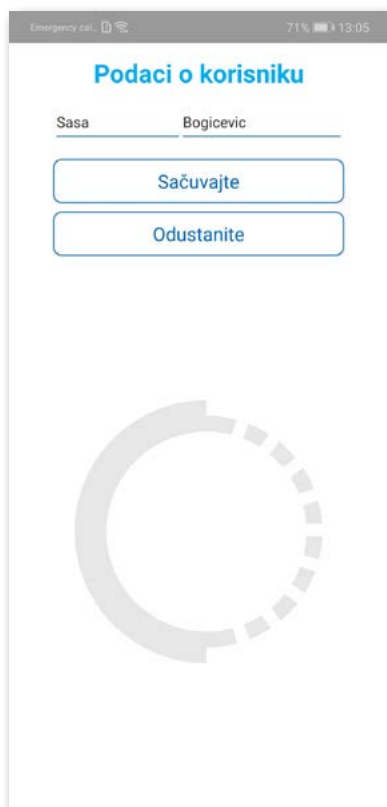 Emergency cal... 71% 13:05
Podaci o korisniku
Sasa Bogicevic
Sačuvajte
Odustanite